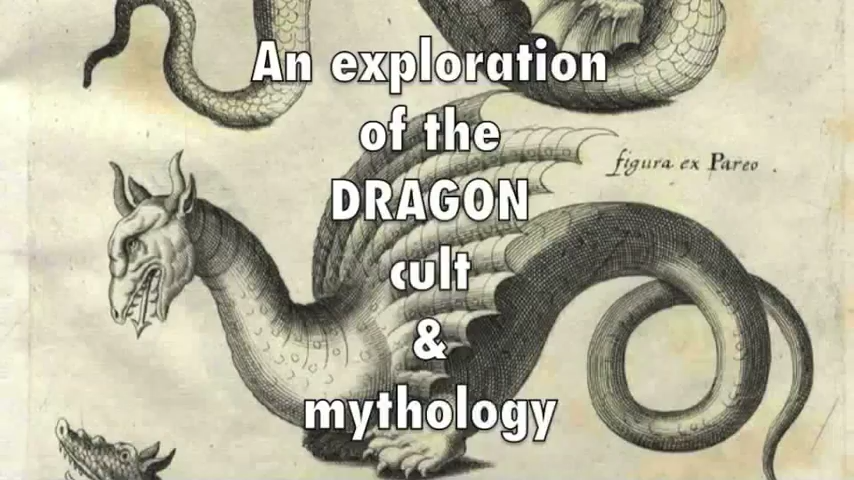 An exploration
of the
figura ex Pareo .
DRAGON
cult
&
mythology